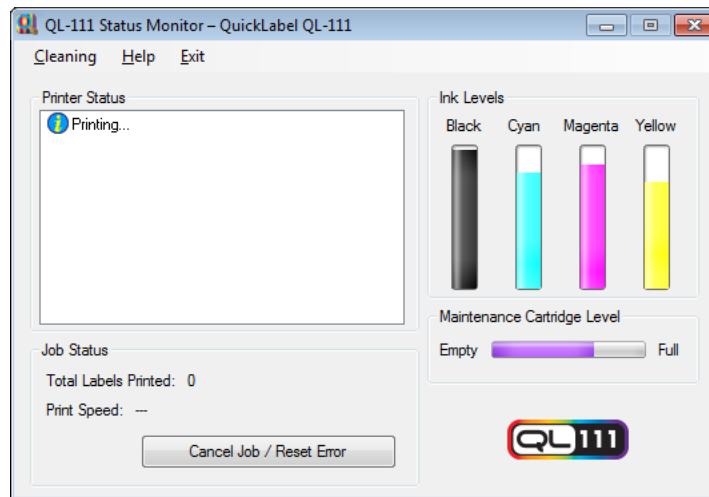 QL-111 Status Monitor – QuickLabel QL-111
Cleaning Help Exit
Printer Status
Printing...
Job Status
Total Labels Printed: 0
Print Speed: ---
Cancel Job / Reset Error
Ink Levels
Black Cyan Magenta Yellow
Maintenance Cartridge Level
Empty Full
QL111